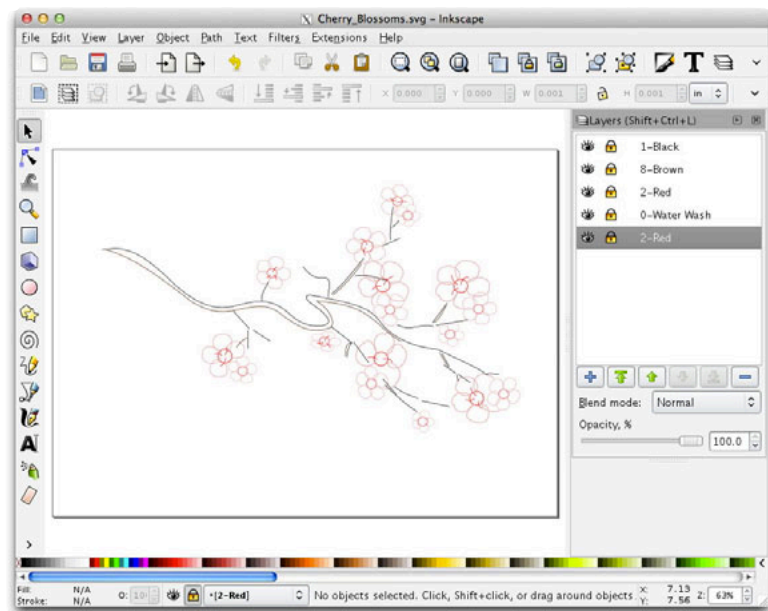 Cherry_Blossoms.svg - Inkscape
File Edit View Layer Object Path Text Filters Extensions Help
X 0.000 Y 0.000 W 0.001 H 0.001 in
Layers (Shift+Ctrl+L)
1-Black
8-Brown
2-Red
0-Water Wash
2-Red
Blend mode: Normal
Opacity, %
100.0
Fill: N/A
Stroke: N/A
O: •[2-Red] No objects selected. Click, Shift+click, or drag around objects
X: 7.13
Y: 7.56
Z: 63%